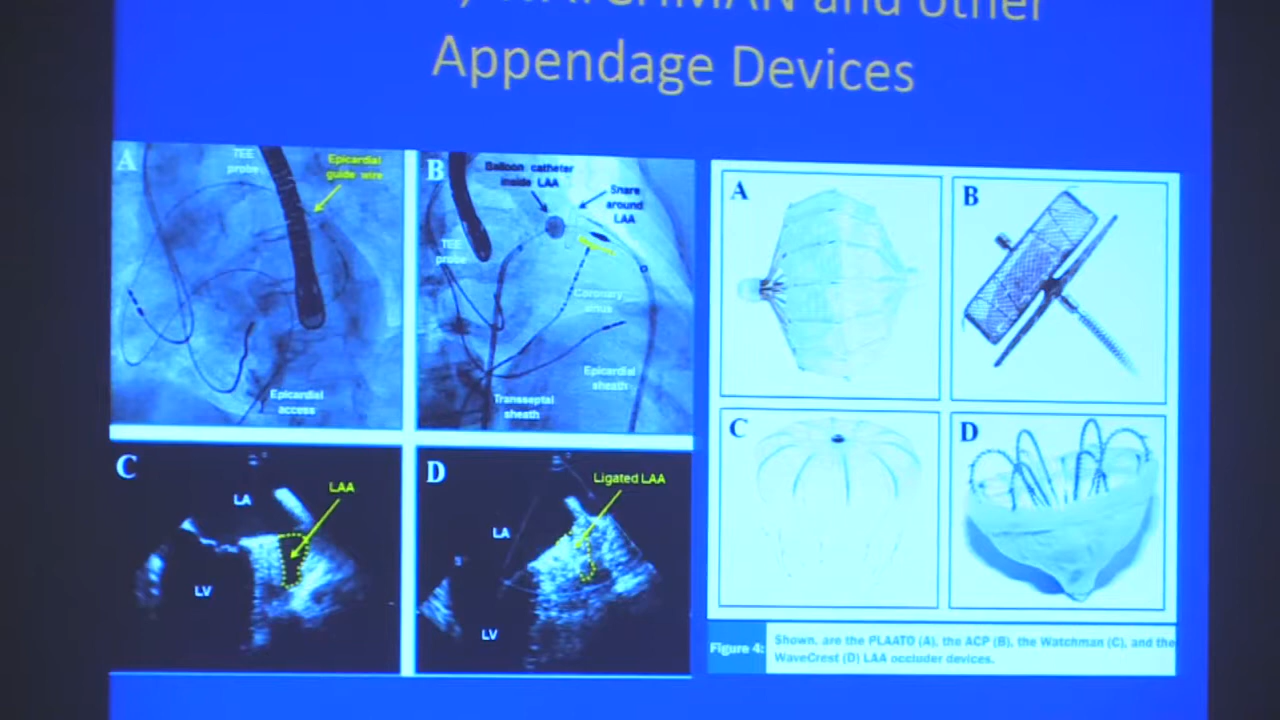 and other
Appendage Devices
A
TEE
probe
Epicardial
guide wire
Epicardial
access
B
Balloon catheter
inside LAA
Snare
around
LAA
TEE
probe
Coronary
sinus
Epicardial
sheath
Transseptal
sheath
C
LA
LAA
LV
D
Ligated LAA
LA
LV
A
B
C
D
Figure 4:
Shown, are the PLAATO (A), the ACP (B), the Watchman (C), and the
WaveCrest (D) LAA occluder devices.